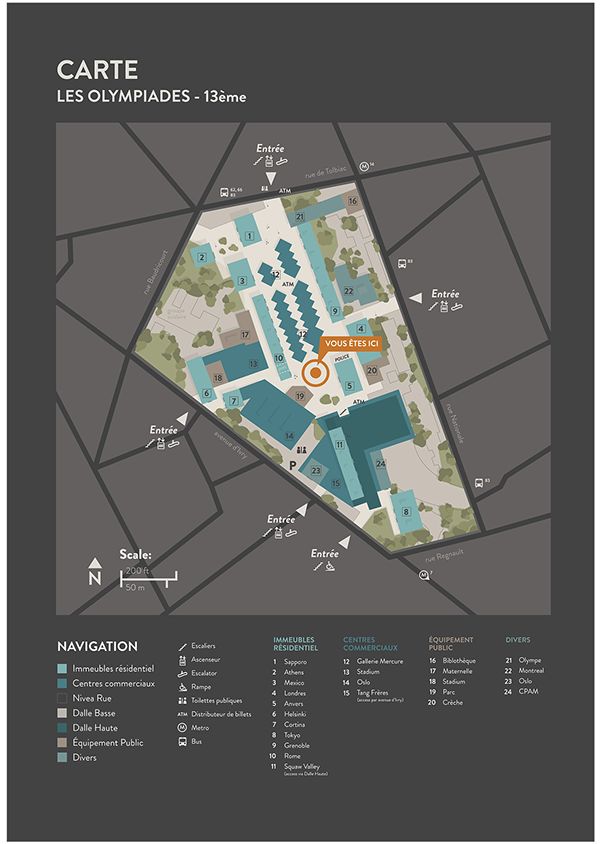 CARTE
LES OLYMPIADES - 13ème
Entrée
rue de Tolbiac
M 14
62, 66
83
ATM
16
21
1
2
rue Baudricourt
83
3
12
ATM
22
Entrée
9
17
4
12
VOUS ÊTES ICI
10
13
POLICE
18
20
5
6
7
19
ATM
rue Nationale
Entrée
14
11
avenue d'Ivry
P
23
24
15
83
8
Entrée
Entrée
rue Regnault
M 7
Scale:
200 ft
50 m
N
NAVIGATION
Immeubles résidentiel
Centres commerciaux
Nivea Rue
Dalle Basse
Dalle Haute
Équipement Public
Divers
Escaliers
Ascenseur
Escalator
Rampe
Toilettes publiques
ATM Distributeur de billets
M Metro
Bus
IMMEUBLES
RÉSIDENTIEL
1 Sapporo
2 Athens
3 Mexico
4 Londres
5 Anvers
6 Helsinki
7 Cortina
8 Tokyo
9 Grenoble
10 Rome
11 Squaw Valley
(access via Dalle Haute)
CENTRES
COMMERCIAUX
12 Gallerie Mercure
13 Stadium
14 Oslo
15 Tang Frères
(access par avenue d'Ivry)
ÉQUIPEMENT
PUBLIC
16 Biblothèque
17 Maternelle
18 Stadium
19 Parc
20 Crèche
DIVERS
21 Olympe
22 Montreal
23 Oslo
24 CPAM